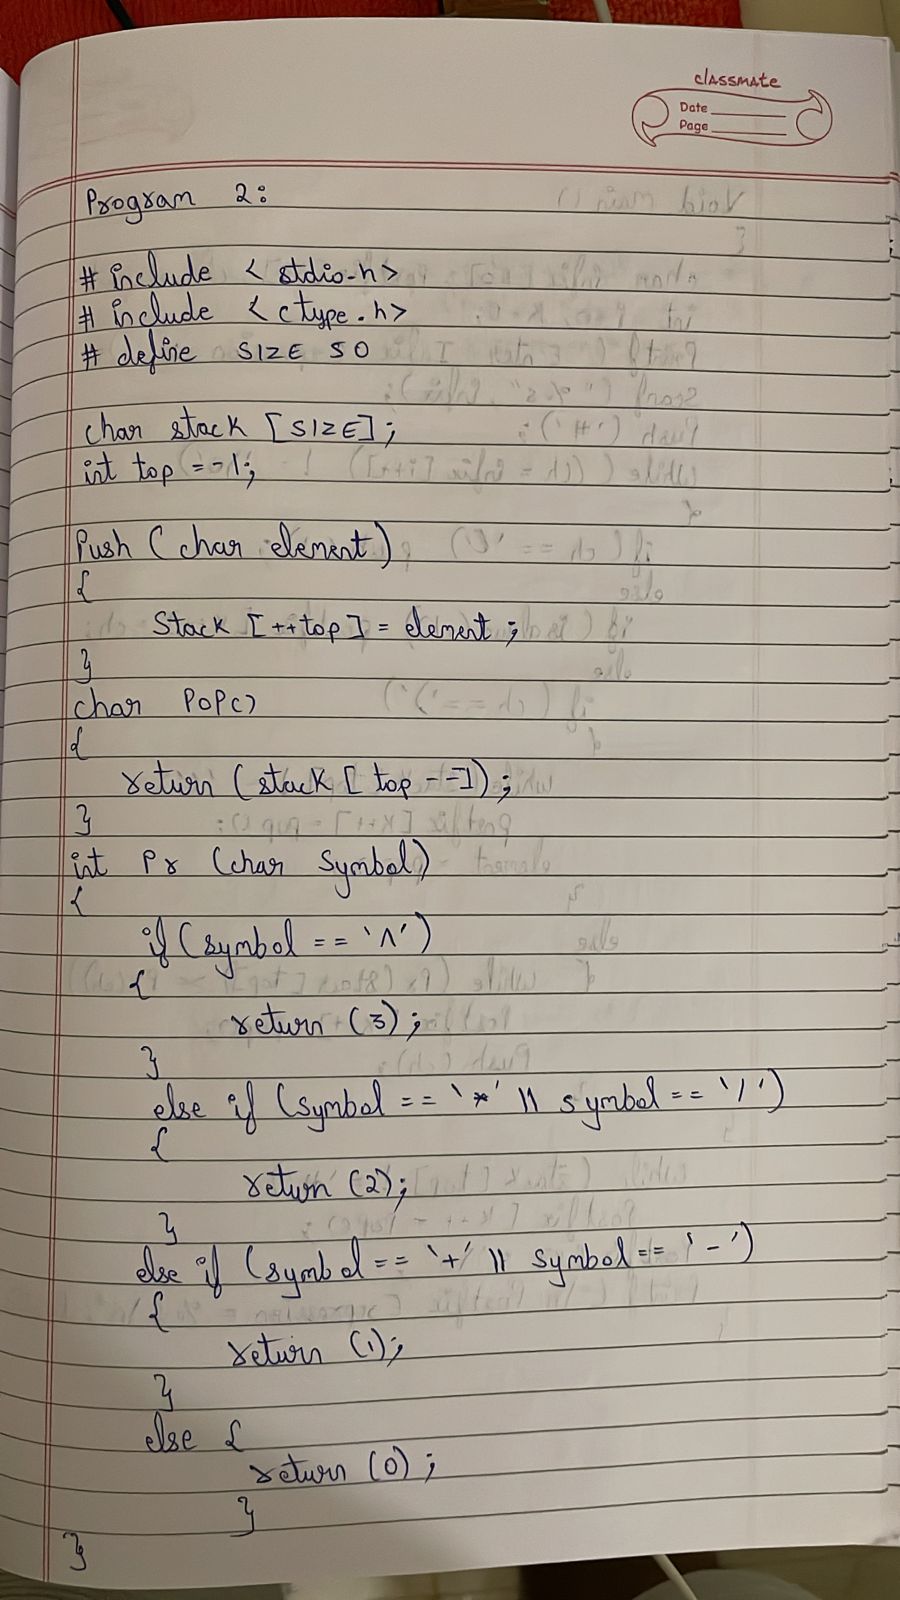 classmate
Date
Page
Program 2:
# include < stdio.h>
# include <ctype.h>
# define SIZE 50
char stack [SIZE];
int top = -1;
Push (char element)
{
Stack [++top] = element;
}
char POPC)
{
return (stack [top --]);
}
int Pr (char Symbol)
{
if (symbol == '^')
{
return (3);
}
else if (symbol == '*' || symbol == '/')
{
return (2);
}
else if (symbol == '+' || symbol == '-')
{
return (1);
}
else {
return (0);
}
}